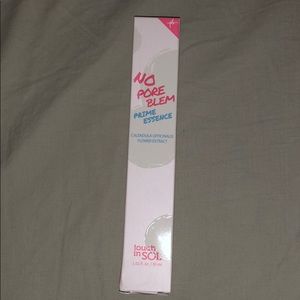 NO
PORE
BLEM
PRIME
ESSENCE
CALENDULA OFFICINALIS
FLOWER EXTRACT
touch
in
SOL